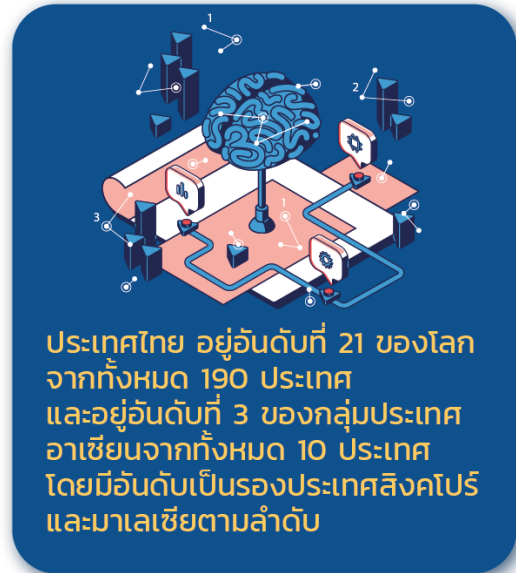 1
2
3
1
ประเทศไทย อยู่อันดับที่ 21 ของโลก
จากทั้งหมด 190 ประเทศ
และอยู่อันดับที่ 3 ของกลุ่มประเทศ
อาเซียนจากทั้งหมด 10 ประเทศ
โดยมีอันดับเป็นรองประเทศสิงคโปร์
และมาเลเซียตามลำดับ